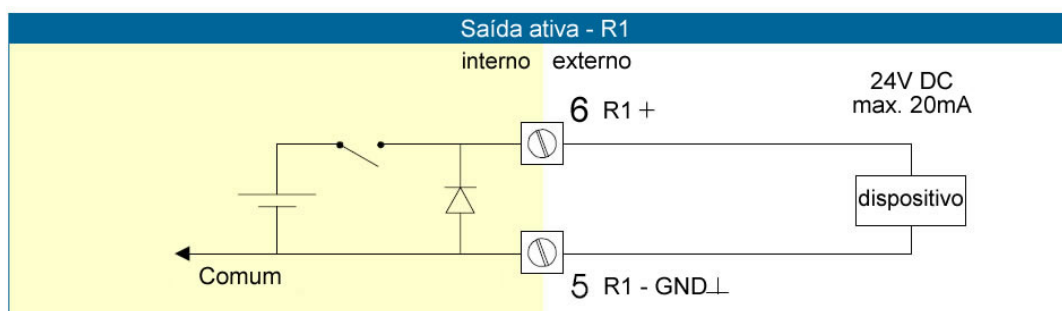 Saída ativa - R1
interno externo
24V DC
max. 20mA
6 R1 +
dispositivo
Comum
5 R1 - GND⊥